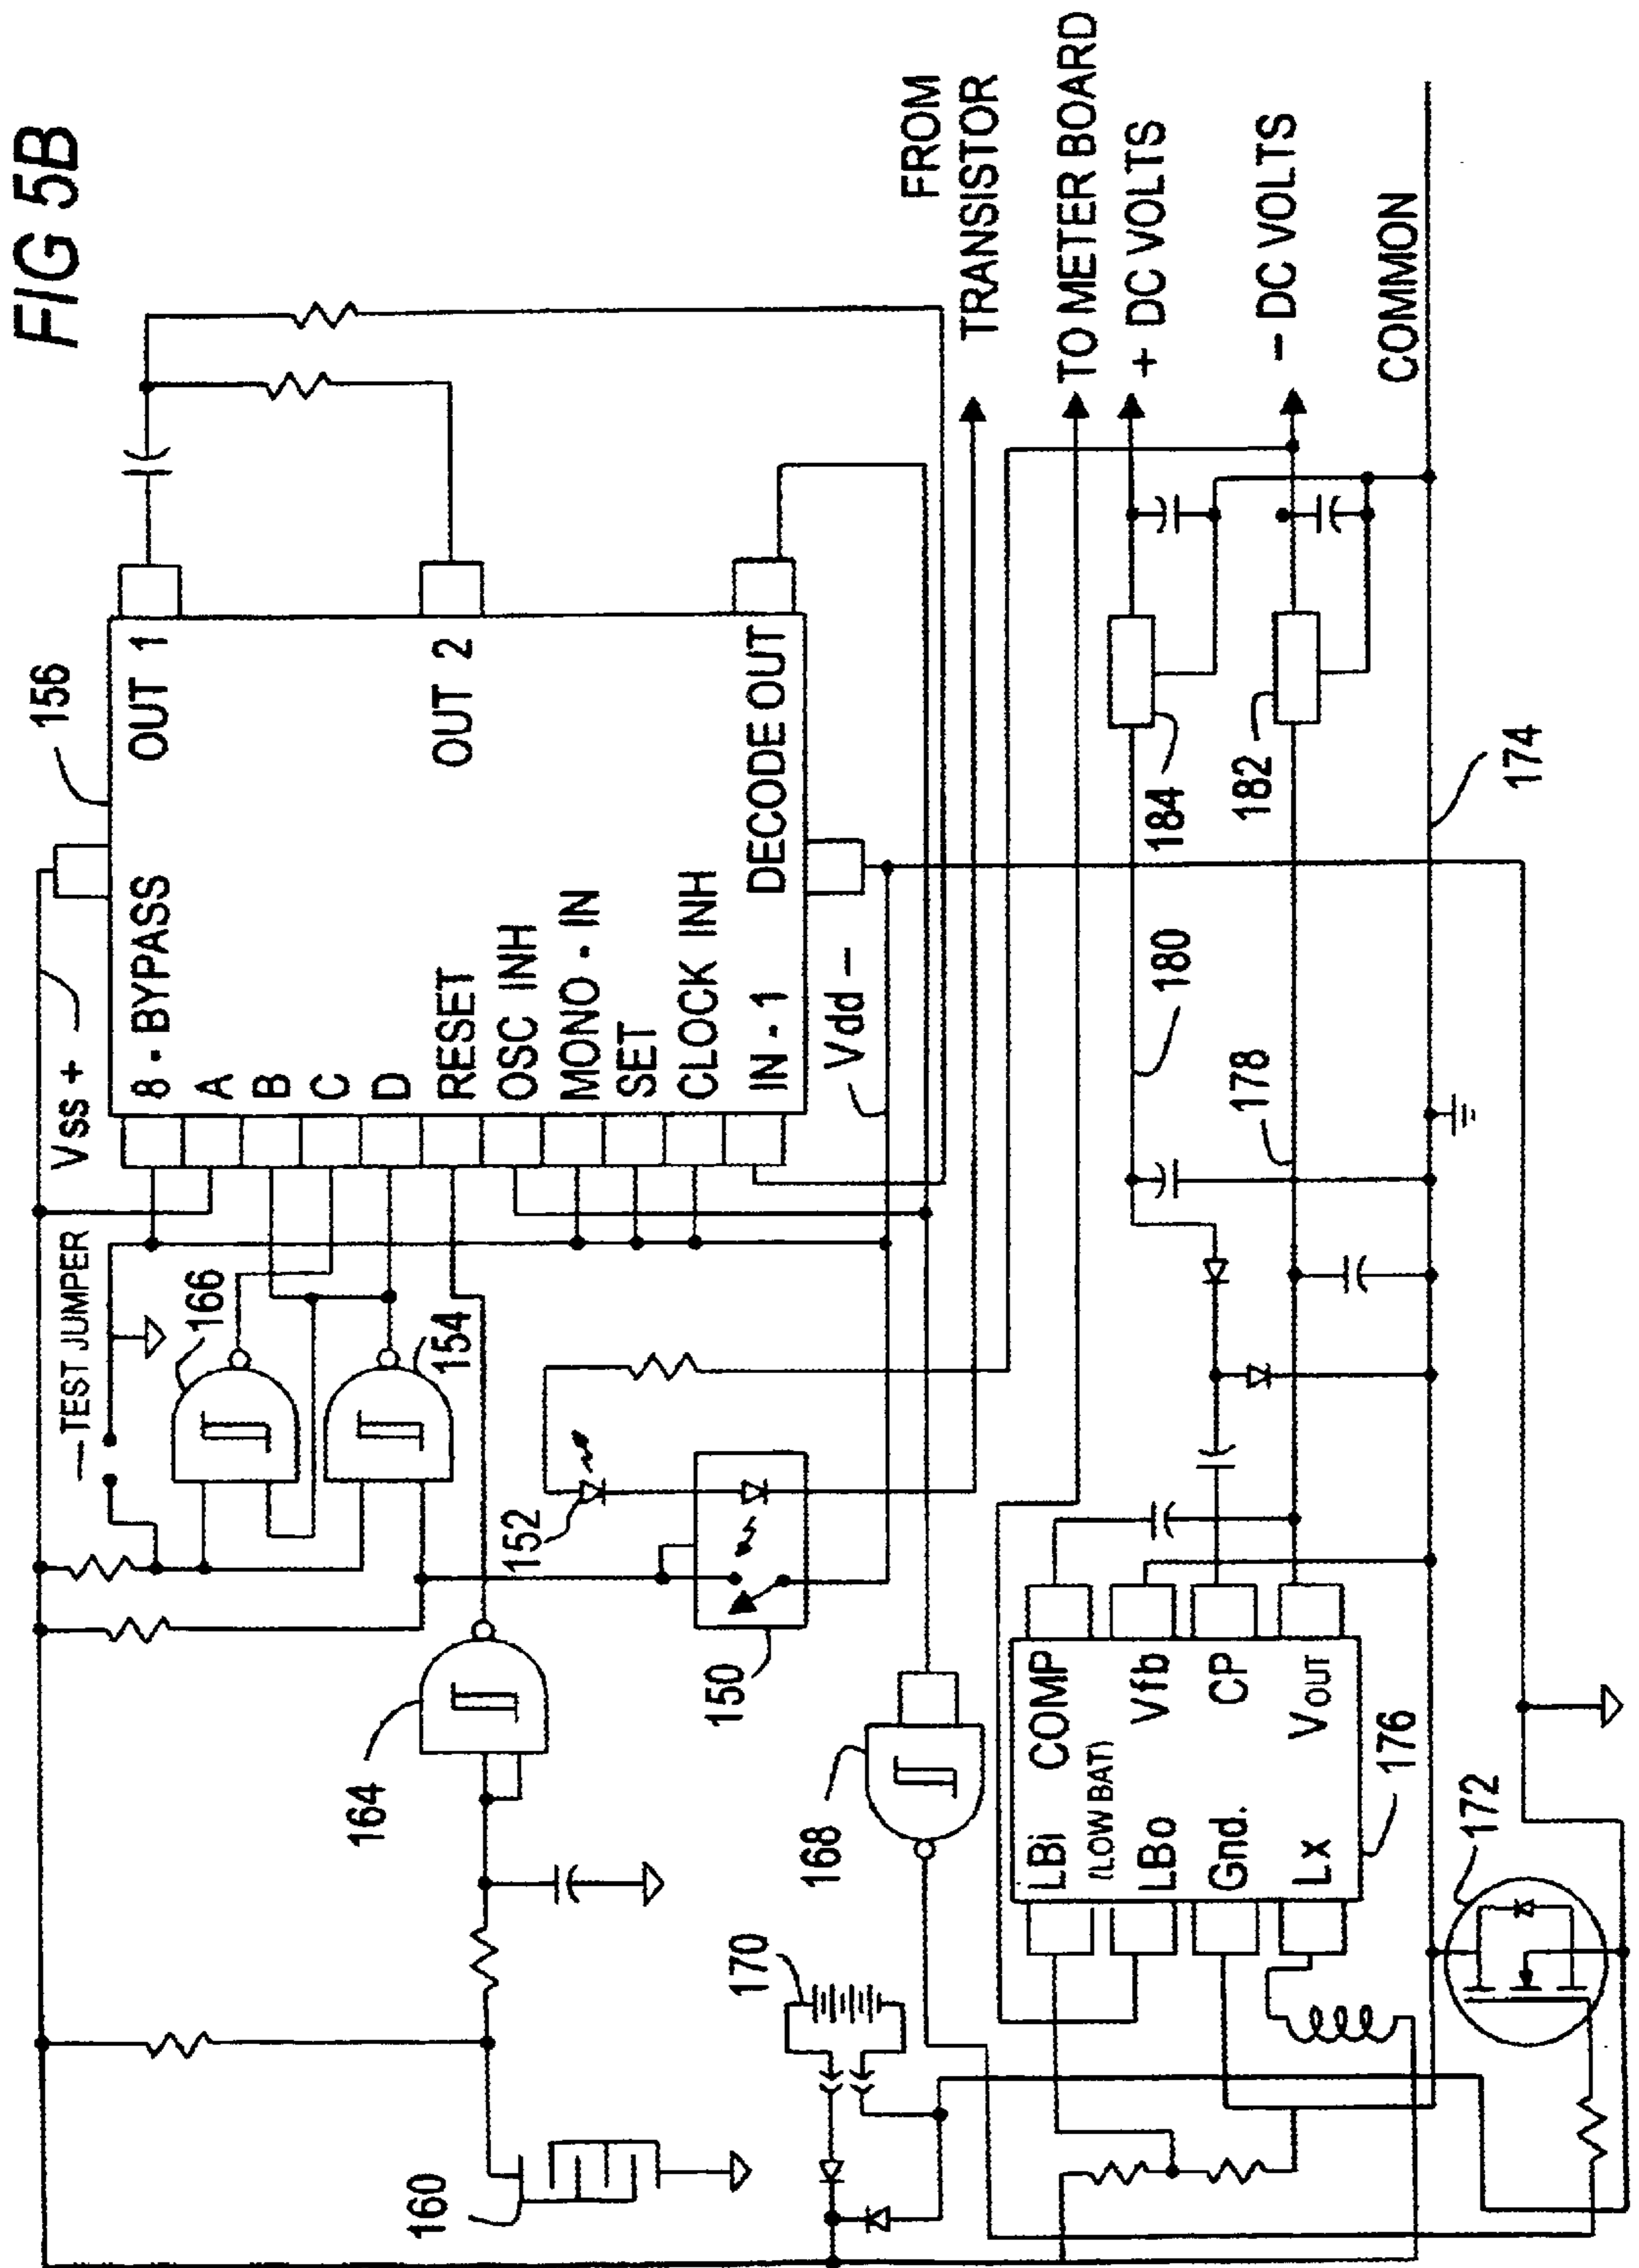 FIG 5B
156
Vss +
8 - BYPASS
A
B
C
D
RESET
OSC INH
MONO - IN
SET
CLOCK INH
IN - 1
OUT 1
OUT 2
DECODE OUT
Vdd -
TEST JUMPER
166
154
164
160
152
150
168
170
FROM
TRANSISTOR
TO METER BOARD
+ DC VOLTS
- DC VOLTS
COMMON
184
182
174
180
178
LBi
(LOW BAT)
LBo
Gnd.
Lx
COMP
Vfb
CP
VOUT
176
172